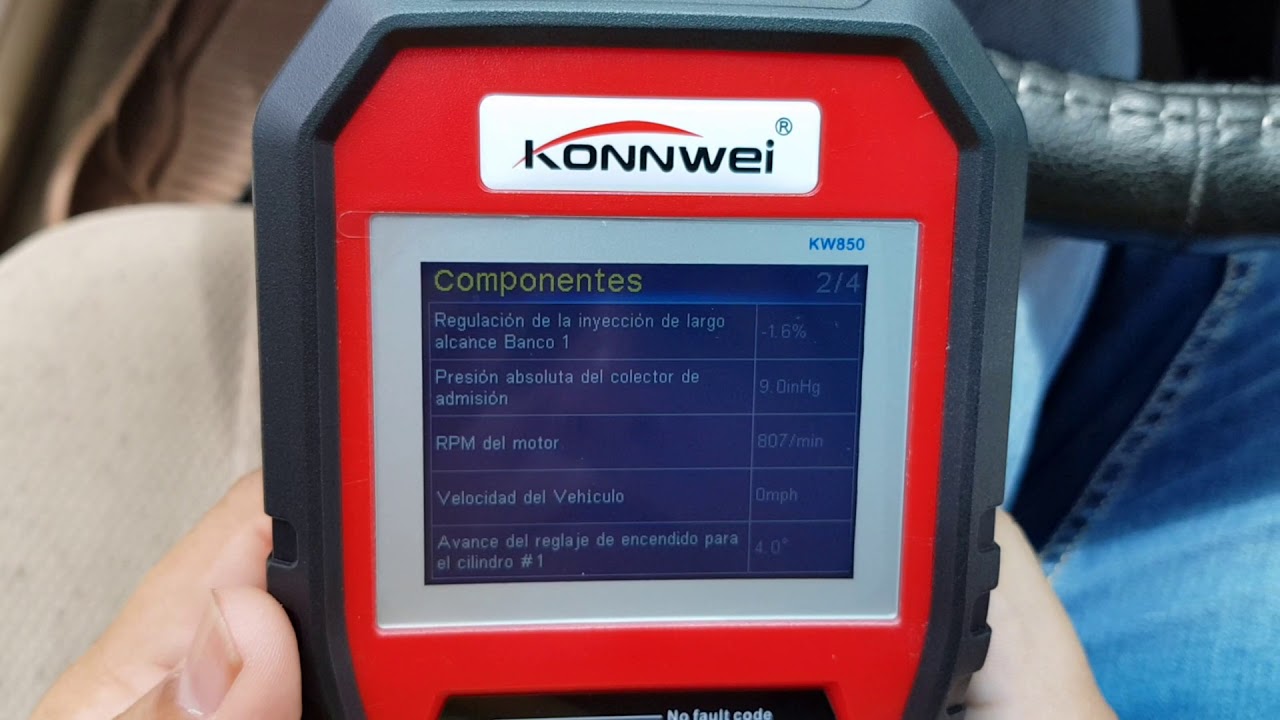 KONNWEI®
KW850
Componentes 2/4
Regulación de la inyección de largo
alcance Banco 1
-1.6%
Presión absoluta del colector de
admisión
9.0inHg
RPM del motor
807/min
Velocidad del Vehiculo
0mph
Avance del reglaje de encendido para
el cilindro #1
4.0°
No fault code